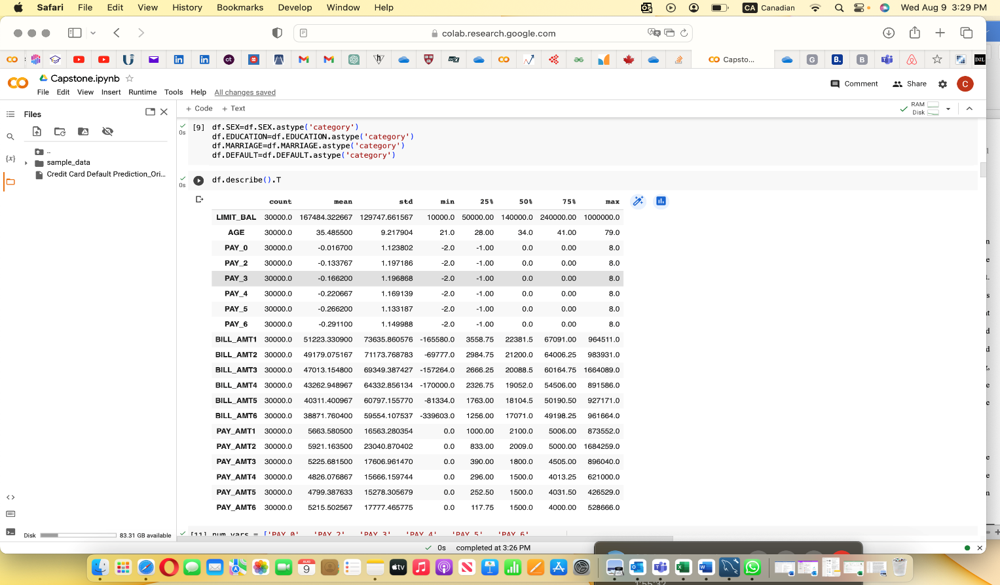 Safari File Edit View History Bookmarks Develop Window Help CA Canadian Wed Aug 9 3:29 PM
colab.research.google.com
Capsto... G B. B D2L
Capstone.ipynb
File Edit View Insert Runtime Tools Help All changes saved
Comment Share C
Files
+ Code + Text
RAM
Disk
..
sample_data
Credit Card Default Prediction_Ori...
{x}
0s
[9] df.SEX=df.SEX.astype('category')
df.EDUCATION=df.EDUCATION.astype('category')
df.MARRIAGE=df.MARRIAGE.astype('category')
df.DEFAULT=df.DEFAULT.astype('category')
0s
df.describe().T
count mean std min 25% 50% 75% max
LIMIT_BAL 30000.0 167484.322667 129747.661567 10000.0 50000.00 140000.0 240000.00 1000000.0
AGE 30000.0 35.485500 9.217904 21.0 28.00 34.0 41.00 79.0
PAY_0 30000.0 -0.016700 1.123802 -2.0 -1.00 0.0 0.00 8.0
PAY_2 30000.0 -0.133767 1.197186 -2.0 -1.00 0.0 0.00 8.0
PAY_3 30000.0 -0.166200 1.196868 -2.0 -1.00 0.0 0.00 8.0
PAY_4 30000.0 -0.220667 1.169139 -2.0 -1.00 0.0 0.00 8.0
PAY_5 30000.0 -0.266200 1.133187 -2.0 -1.00 0.0 0.00 8.0
PAY_6 30000.0 -0.291100 1.149988 -2.0 -1.00 0.0 0.00 8.0
BILL_AMT1 30000.0 51223.330900 73635.860576 -165580.0 3558.75 22381.5 67091.00 964511.0
BILL_AMT2 30000.0 49179.075167 71173.768783 -69777.0 2984.75 21200.0 64006.25 983931.0
BILL_AMT3 30000.0 47013.154800 69349.387427 -157264.0 2666.25 20088.5 60164.75 1664089.0
BILL_AMT4 30000.0 43262.948967 64332.856134 -170000.0 2326.75 19052.0 54506.00 891586.0
BILL_AMT5 30000.0 40311.400967 60797.155770 -81334.0 1763.00 18104.5 50190.50 927171.0
BILL_AMT6 30000.0 38871.760400 59554.107537 -339603.0 1256.00 17071.0 49198.25 961664.0
PAY_AMT1 30000.0 5663.580500 16563.280354 0.0 1000.00 2100.0 5006.00 873552.0
PAY_AMT2 30000.0 5921.163500 23040.870402 0.0 833.00 2009.0 5000.00 1684259.0
PAY_AMT3 30000.0 5225.681500 17606.961470 0.0 390.00 1800.0 4505.00 896040.0
PAY_AMT4 30000.0 4826.076867 15666.159744 0.0 296.00 1500.0 4013.25 621000.0
PAY_AMT5 30000.0 4799.387633 15278.305679 0.0 252.50 1500.0 4031.50 426529.0
PAY_AMT6 30000.0 5215.502567 17777.465775 0.0 117.75 1500.0 4000.00 528666.0
[11] num_vars = ['PAY_0', 'PAY_2', 'PAY_3', 'PAY_4', 'PAY_5', 'PAY_6',
Disk 83.31 GB available
0s completed at 3:26 PM
AUG
9
tv